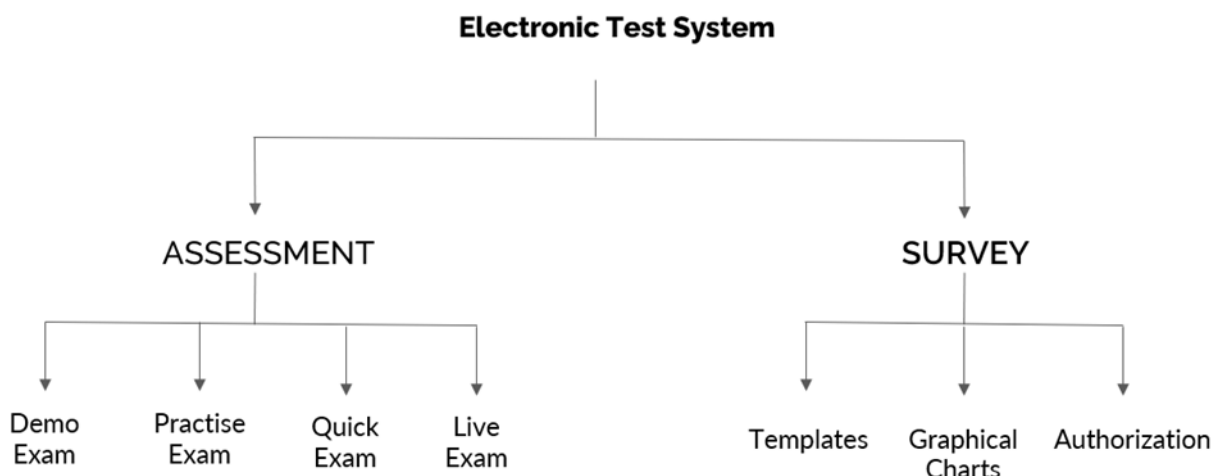 Electronic Test System
ASSESSMENT
SURVEY
Demo
Exam
Practise
Exam
Quick
Exam
Live
Exam
Templates
Graphical
Charts
Authorization